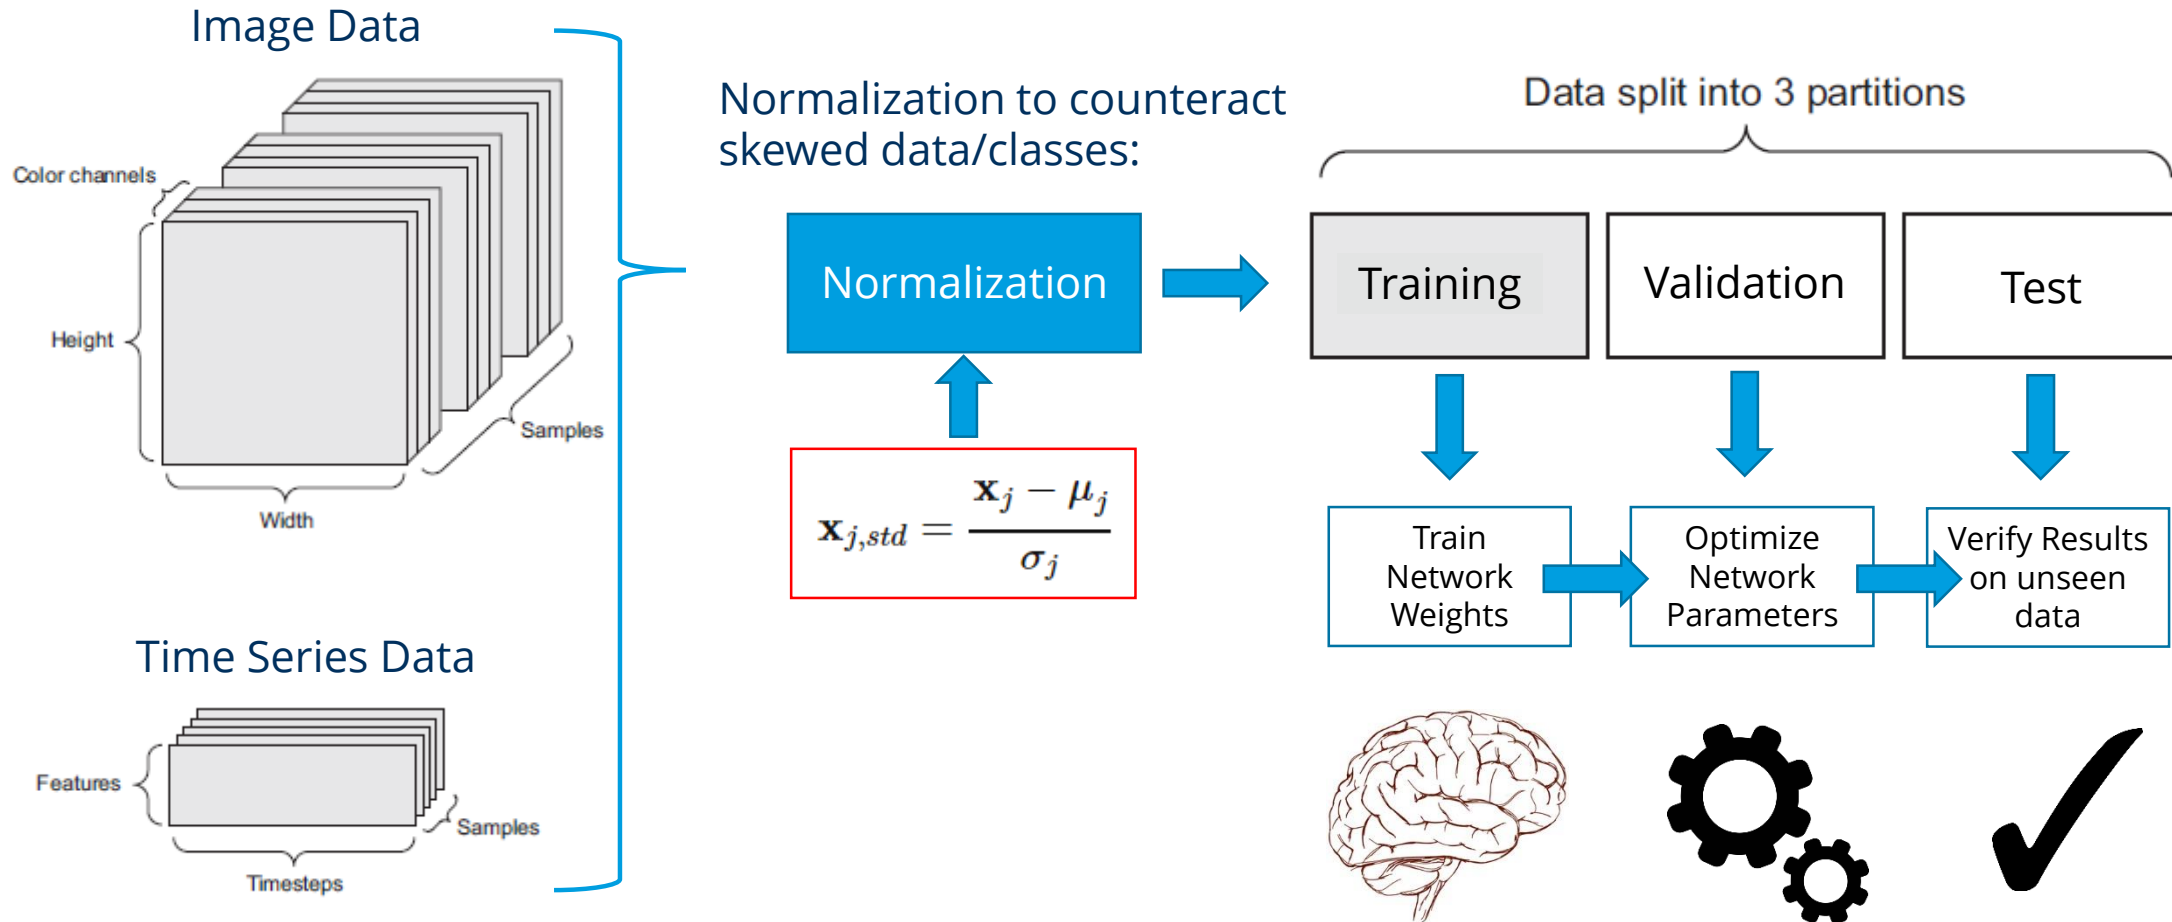 Image Data
Color channels
Height
Samples
Width
Time Series Data
Features
Samples
Timesteps
Normalization to counteract
skewed data/classes:
Normalization
𝐱_{j,std} = (𝐱_j − μ_j) / σ_j
Data split into 3 partitions
Training
Validation
Test
Train
Network
Weights
Optimize
Network
Parameters
Verify Results
on unseen
data